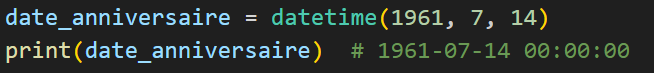 date_anniversaire = datetime(1961, 7, 14)
print(date_anniversaire)  # 1961-07-14 00:00:00